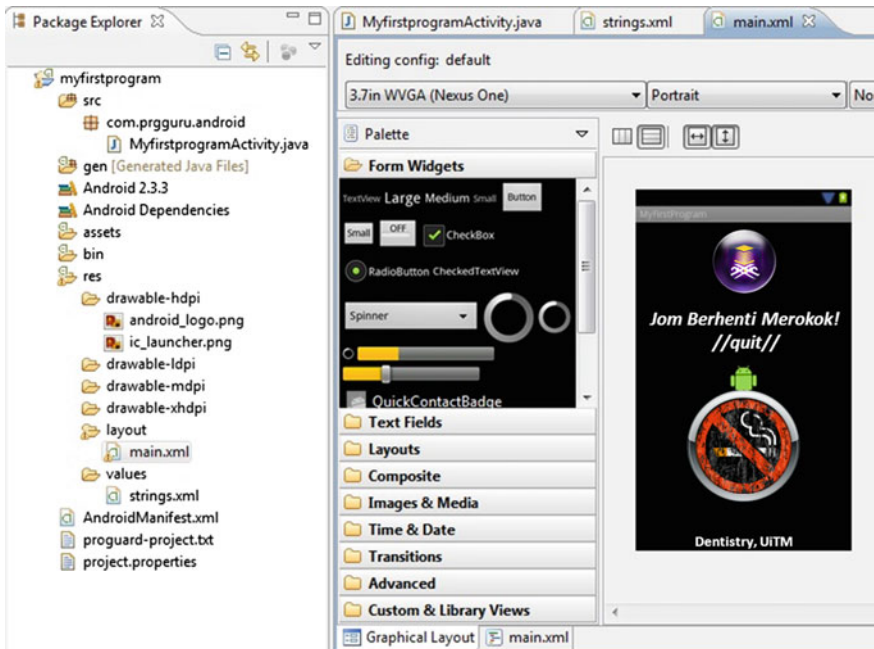 Package Explorer
myfirstprogram
src
com.prgguru.android
MyfirstprogramActivity.java
gen [Generated Java Files]
Android 2.3.3
Android Dependencies
assets
bin
res
drawable-hdpi
android_logo.png
ic_launcher.png
drawable-ldpi
drawable-mdpi
drawable-xhdpi
layout
main.xml
values
strings.xml
AndroidManifest.xml
proguard-project.txt
project.properties
MyfirstprogramActivity.java
strings.xml
main.xml
Editing config: default
3.7in WVGA (Nexus One)
Portrait
No
Palette
Form Widgets
TextView Large Medium Small Button
Small OFF CheckBox
RadioButton CheckedTextView
Spinner
QuickContactBadge
Text Fields
Layouts
Composite
Images & Media
Time & Date
Transitions
Advanced
Custom & Library Views
Graphical Layout
main.xml
MyfirstProgram
Jom Berhenti Merokok!
//quit//
Dentistry, UiTM